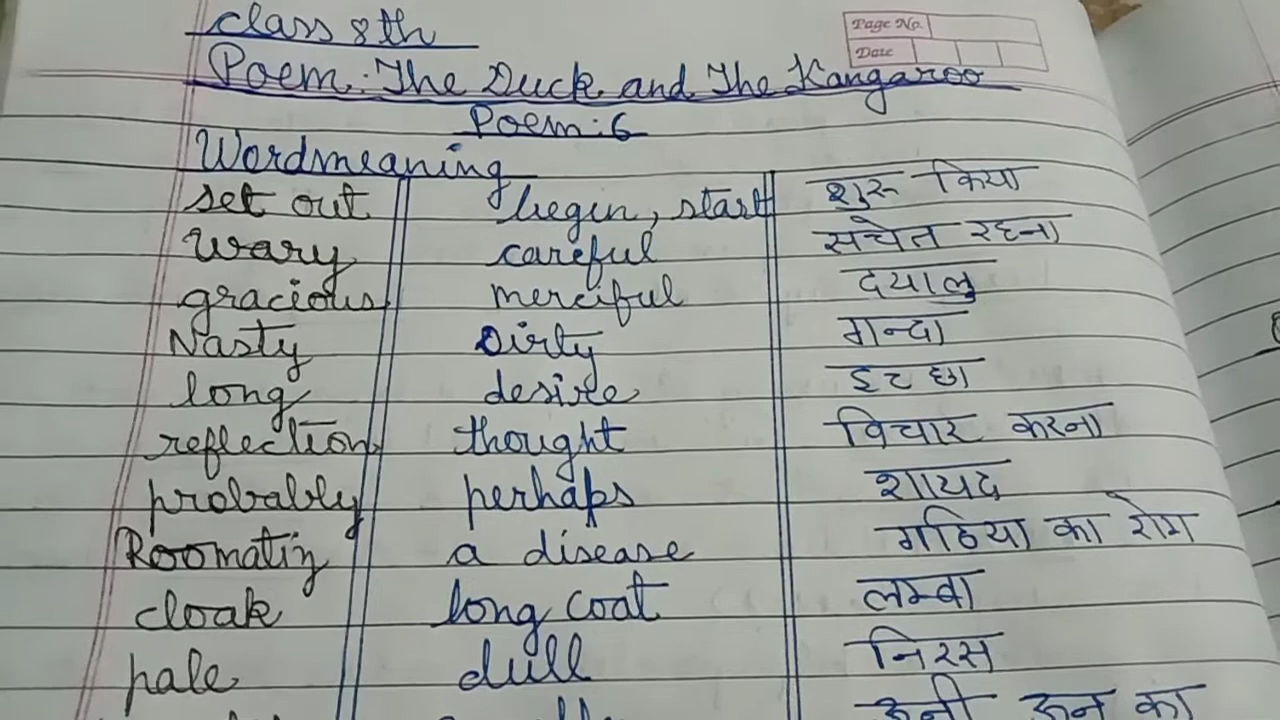 Page No.
Date
class 8th
Poem: The Duck and The Kangaroo
Poem: 6
Wordmeaning
set out begin, start शुरू किया
wary careful सचेत रहना
gracious merciful दयालु
Nasty Dirty गन्दा
long desire इच्छा
reflection thought विचार करना
probably perhaps शायद
Roomatiz a disease गठिया का रोग
cloak long coat लम्बा
pale dull निरस
ऊनी ऊन का